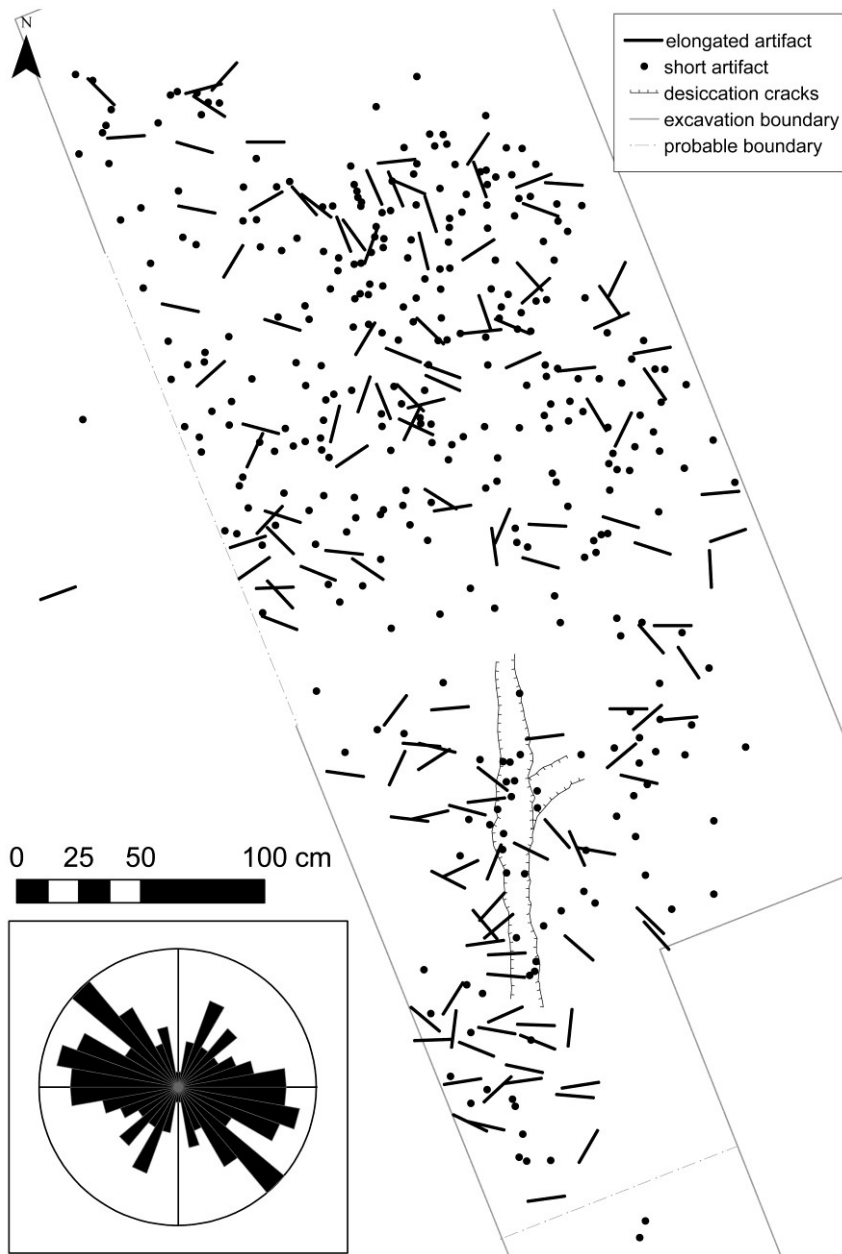 N
elongated artifact
short artifact
desiccation cracks
excavation boundary
probable boundary
0 25 50 100 cm